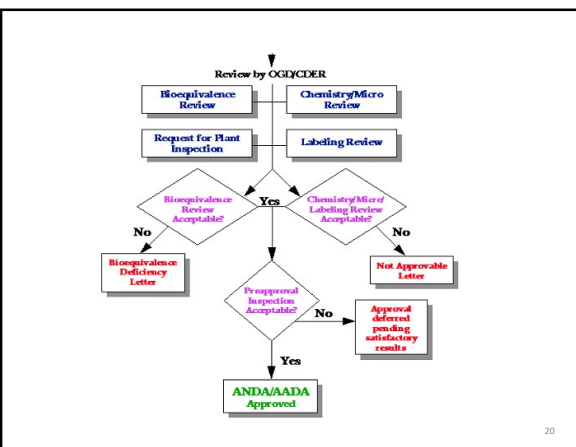 Review by OGD/CDER
Bioequivalence
Review
Chemistry/Micro
Review
Request for Plant
Inspection
Labeling Review
Bioequivalence
Review
Acceptable?
Yes
Chemistry/Micro/
Labeling Review
Acceptable?
No
No
Bioequivalence
Deficiency
Letter
Not Approvable
Letter
Preapproval
Inspection
Acceptable?
No
Approval
deferred
pending
satisfactory
results
Yes
ANDA/AADA
Approved
20